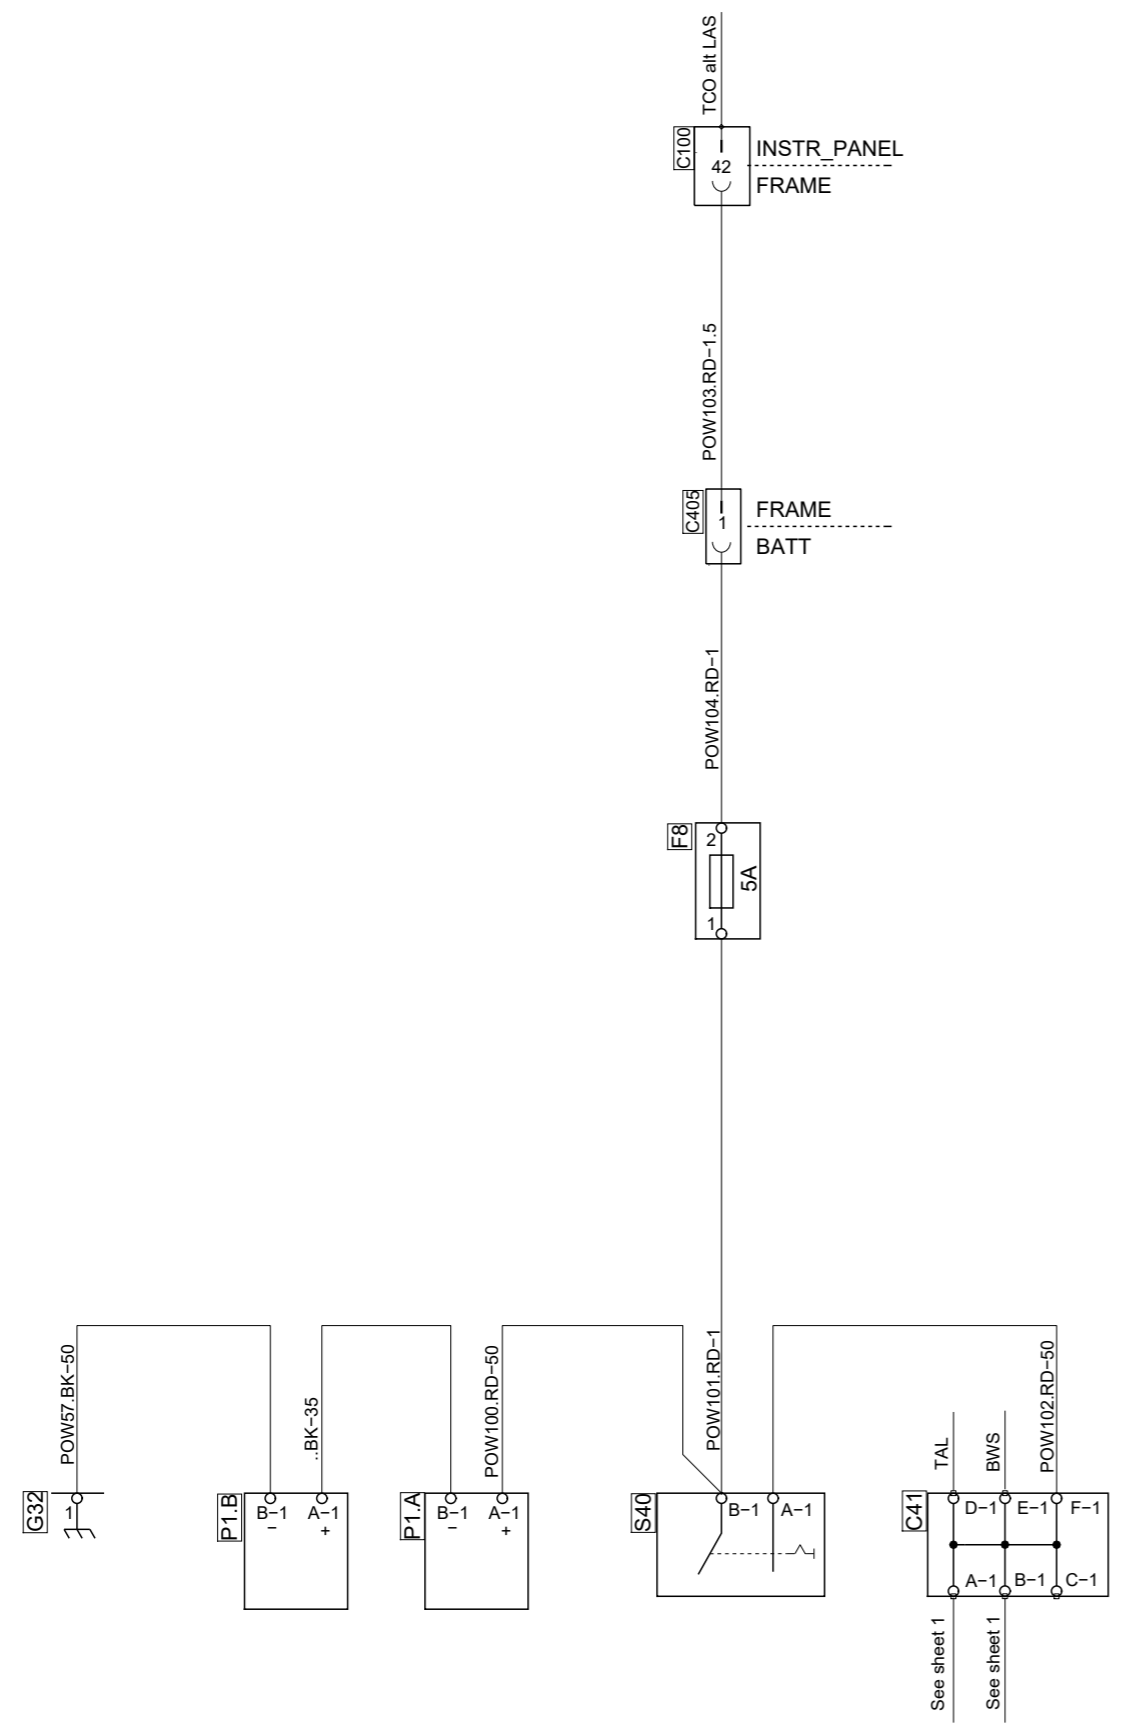 TCO alt LAS
C100
42
INSTR_PANEL
FRAME
POW103.RD−1.5
C405
1
FRAME
BATT
POW104.RD−1
F8
2
5A
1
POW57.BK−50
..BK−35
POW100.RD−50
POW101.RD−1
POW102.RD−50
TAL
BWS
G32
1
P1.B
B−1
−
A−1
+
P1.A
B−1
−
A−1
+
S40
B−1
A−1
C41
D−1
E−1
F−1
A−1
B−1
C−1
See sheet 1
See sheet 1